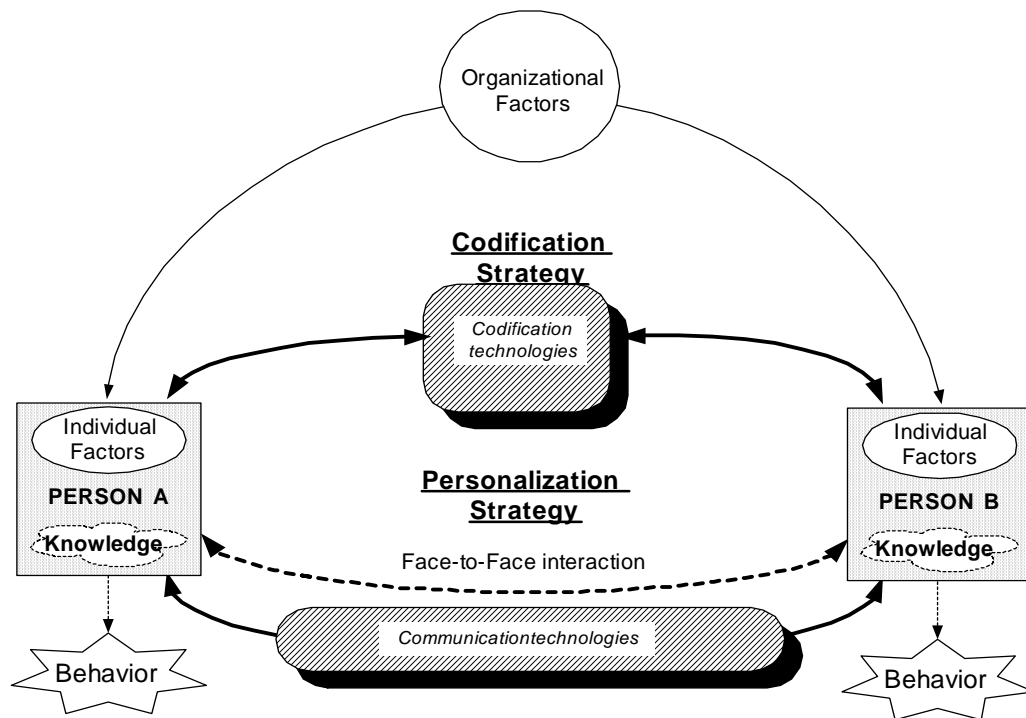 Organizational
Factors
Codification
Strategy
Codification
technologies
Individual
Factors
PERSON A
Knowledge
Individual
Factors
PERSON B
Knowledge
Personalization
Strategy
Face-to-Face interaction
Communicationtechnologies
Behavior
Behavior